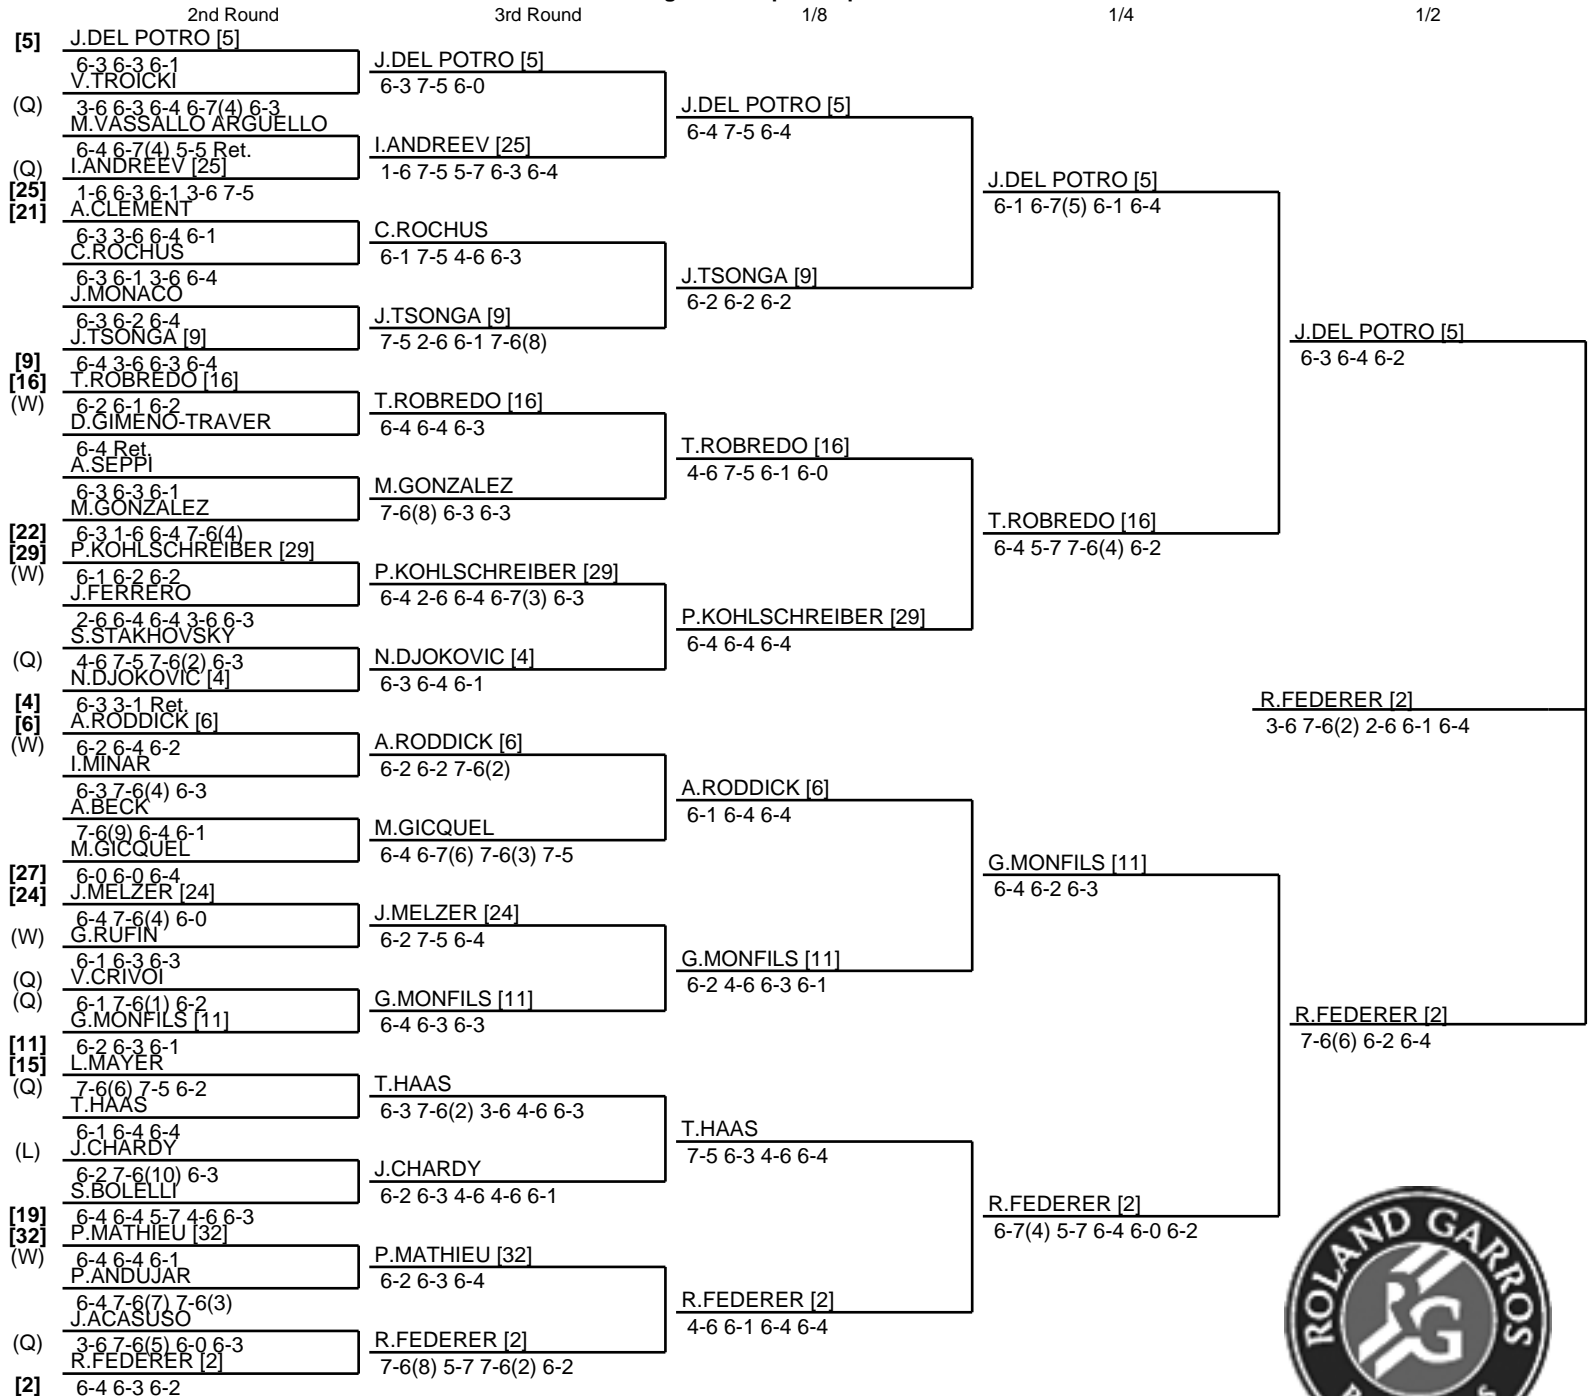 2nd Round 3rd Round 1/8 1/4 1/2
[5] J.DEL POTRO [5]
6-3 6-3 6-1
V.TROICKI
(Q) 3-6 6-3 6-4 6-7(4) 6-3
M.VASSALLO ARGUELLO
6-4 6-7(4) 5-5 Ret.
(Q) I.ANDREEV [25]
[25] 1-6 6-3 6-1 3-6 7-5
[21] A.CLEMENT
6-3 3-6 6-4 6-1
C.ROCHUS
6-3 6-1 3-6 6-4
J.MONACO
6-3 6-2 6-4
J.TSONGA [9]
[9] 6-4 3-6 6-3 6-4
[16] T.ROBREDO [16]
(W) 6-2 6-1 6-2
D.GIMENO-TRAVER
6-4 Ret.
A.SEPPI
6-3 6-3 6-1
M.GONZALEZ
[22] 6-3 1-6 6-4 7-6(4)
[29] P.KOHLSCHREIBER [29]
(W) 6-1 6-2 6-2
J.FERRERO
2-6 6-4 6-4 3-6 6-3
S.STAKHOVSKY
(Q) 4-6 7-5 7-6(2) 6-3
N.DJOKOVIC [4]
[4] 6-3 3-1 Ret.
[6] A.RODDICK [6]
(W) 6-2 6-4 6-2
I.MINAR
6-3 7-6(4) 6-3
A.BECK
7-6(9) 6-4 6-1
M.GICQUEL
[27] 6-0 6-0 6-4
[24] J.MELZER [24]
6-4 7-6(4) 6-0
(W) G.RUFIN
6-1 6-3 6-3
(Q) V.CRIVOI
(Q) 6-1 7-6(1) 6-2
G.MONFILS [11]
[11] 6-2 6-3 6-1
[15] L.MAYER
(Q) 7-6(6) 7-5 6-2
T.HAAS
6-1 6-4 6-4
(L) J.CHARDY
6-2 7-6(10) 6-3
S.BOLELLI
[19] 6-4 6-4 5-7 4-6 6-3
[32] P.MATHIEU [32]
(W) 6-4 6-4 6-1
P.ANDUJAR
6-4 7-6(7) 7-6(3)
J.ACASUSO
(Q) 3-6 7-6(5) 6-0 6-3
R.FEDERER [2]
[2] 6-4 6-3 6-2
J.DEL POTRO [5]
6-3 7-5 6-0
I.ANDREEV [25]
1-6 7-5 5-7 6-3 6-4
C.ROCHUS
6-1 7-5 4-6 6-3
J.TSONGA [9]
7-5 2-6 6-1 7-6(8)
T.ROBREDO [16]
6-4 6-4 6-3
M.GONZALEZ
7-6(8) 6-3 6-3
P.KOHLSCHREIBER [29]
6-4 2-6 6-4 6-7(3) 6-3
N.DJOKOVIC [4]
6-3 6-4 6-1
A.RODDICK [6]
6-2 6-2 7-6(2)
M.GICQUEL
6-4 6-7(6) 7-6(3) 7-5
J.MELZER [24]
6-2 7-5 6-4
G.MONFILS [11]
6-4 6-3 6-3
T.HAAS
6-3 7-6(2) 3-6 4-6 6-3
J.CHARDY
6-2 6-3 4-6 4-6 6-1
P.MATHIEU [32]
6-2 6-3 6-4
R.FEDERER [2]
7-6(8) 5-7 7-6(2) 6-2
J.DEL POTRO [5]
6-4 7-5 6-4
J.TSONGA [9]
6-2 6-2 6-2
T.ROBREDO [16]
4-6 7-5 6-1 6-0
P.KOHLSCHREIBER [29]
6-4 6-4 6-4
A.RODDICK [6]
6-1 6-4 6-4
G.MONFILS [11]
6-2 4-6 6-3 6-1
T.HAAS
7-5 6-3 4-6 6-4
R.FEDERER [2]
4-6 6-1 6-4 6-4
J.DEL POTRO [5]
6-1 6-7(5) 6-1 6-4
T.ROBREDO [16]
6-4 5-7 7-6(4) 6-2
G.MONFILS [11]
6-4 6-2 6-3
R.FEDERER [2]
6-7(4) 5-7 6-4 6-0 6-2
J.DEL POTRO [5]
6-3 6-4 6-2
R.FEDERER [2]
3-6 7-6(2) 2-6 6-1 6-4
R.FEDERER [2]
7-6(6) 6-2 6-4
ROLAND GARROS
RG